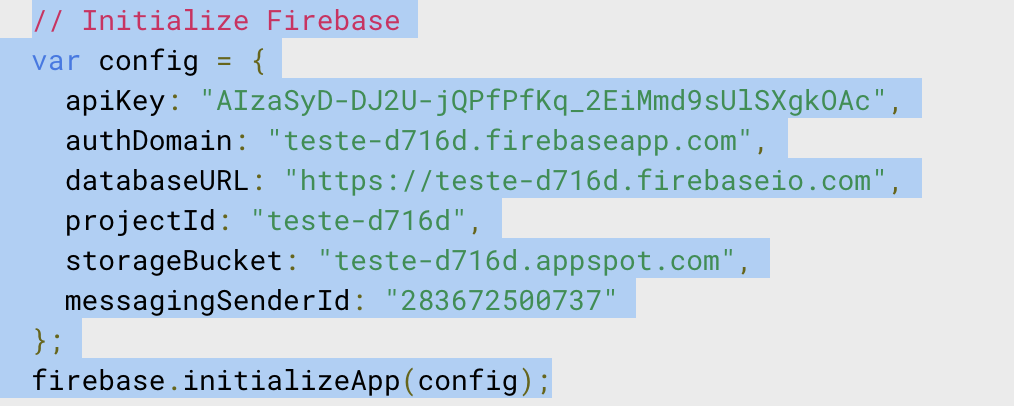 // Initialize Firebase
var config = {
apiKey: "AIzaSyD-DJ2U-jQPfPfKq_2EiMmd9sUlSXgkOAc",
authDomain: "teste-d716d.firebaseapp.com",
databaseURL: "https://teste-d716d.firebaseio.com",
projectId: "teste-d716d",
storageBucket: "teste-d716d.appspot.com",
messagingSenderId: "283672500737"
};
firebase.initializeApp(config);